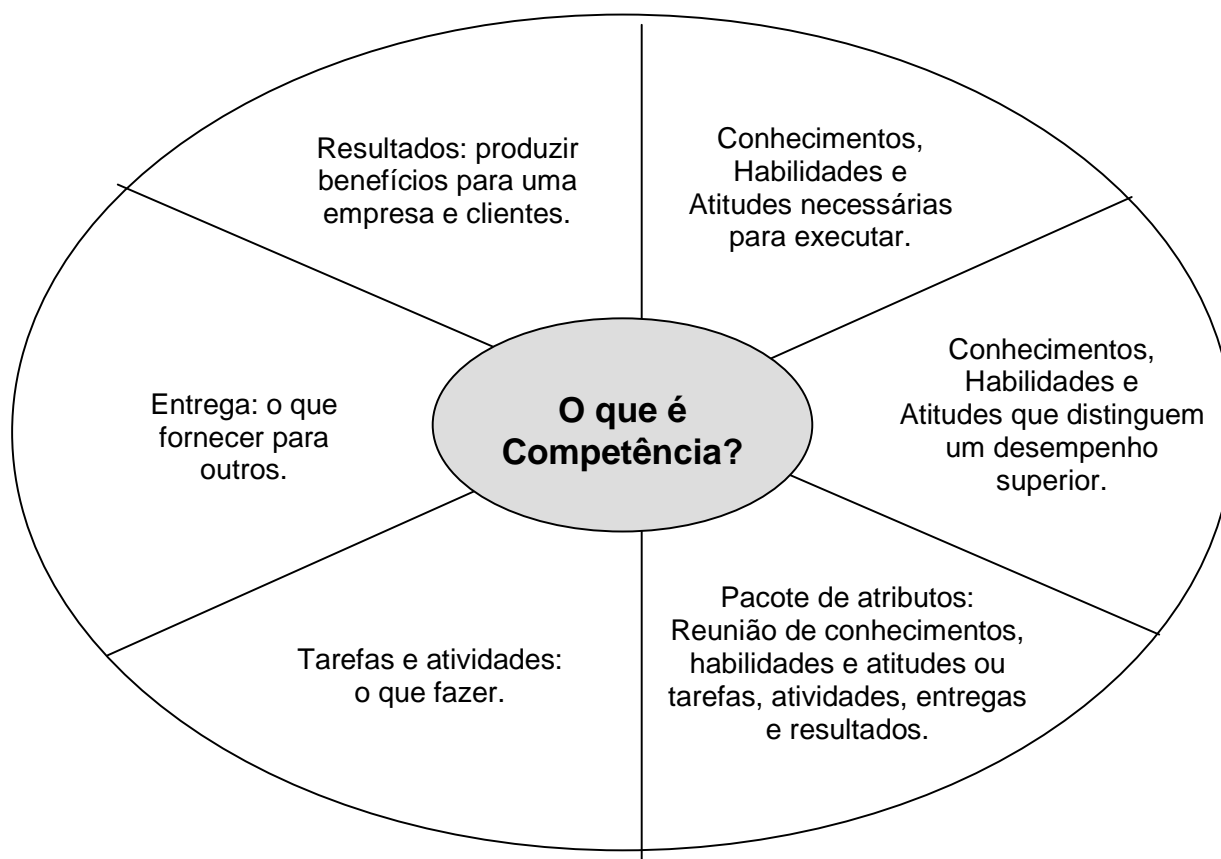 Resultados: produzir
benefícios para uma
empresa e clientes.
Conhecimentos,
Habilidades e
Atitudes necessárias
para executar.
Conhecimentos,
Habilidades e
Atitudes que distinguem
um desempenho
superior.
Entrega: o que
fornecer para
outros.
O que é
Competência?
Pacote de atributos:
Reunião de conhecimentos,
habilidades e atitudes ou
tarefas, atividades, entregas
e resultados.
Tarefas e atividades:
o que fazer.